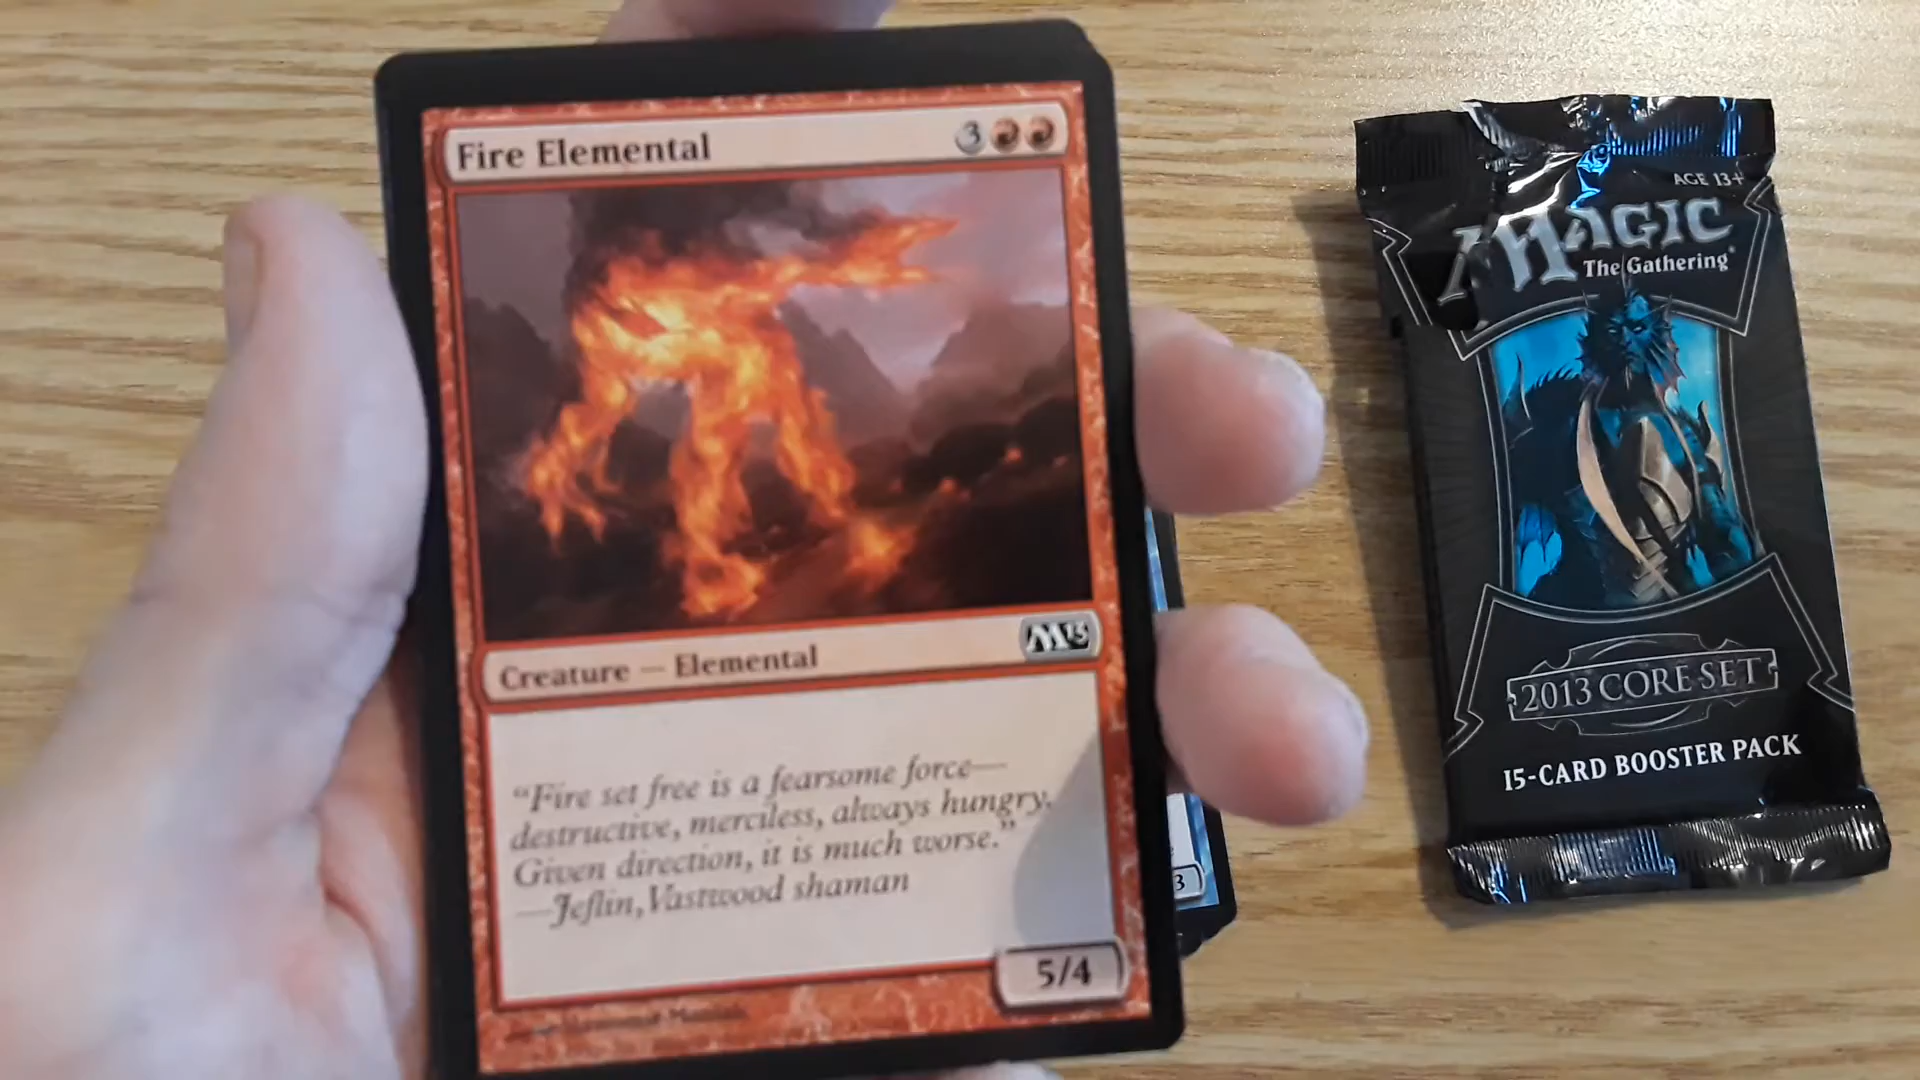 Fire Elemental 3
Creature — Elemental M13
"Fire set free is a fearsome force—
destructive, merciless, always hungry.
Given direction, it is much worse."
—Jeflin, Vastwood shaman
5/4
3
AGE 13+
MAGIC
The Gathering®
2013 CORE SET
15-CARD BOOSTER PACK